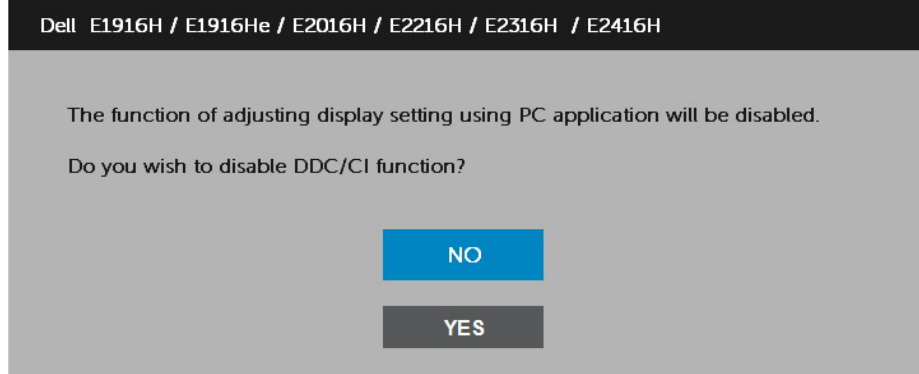 Dell E1916H / E1916He / E2016H / E2216H / E2316H / E2416H
The function of adjusting display setting using PC application will be disabled.
Do you wish to disable DDC/CI function?
NO
YES